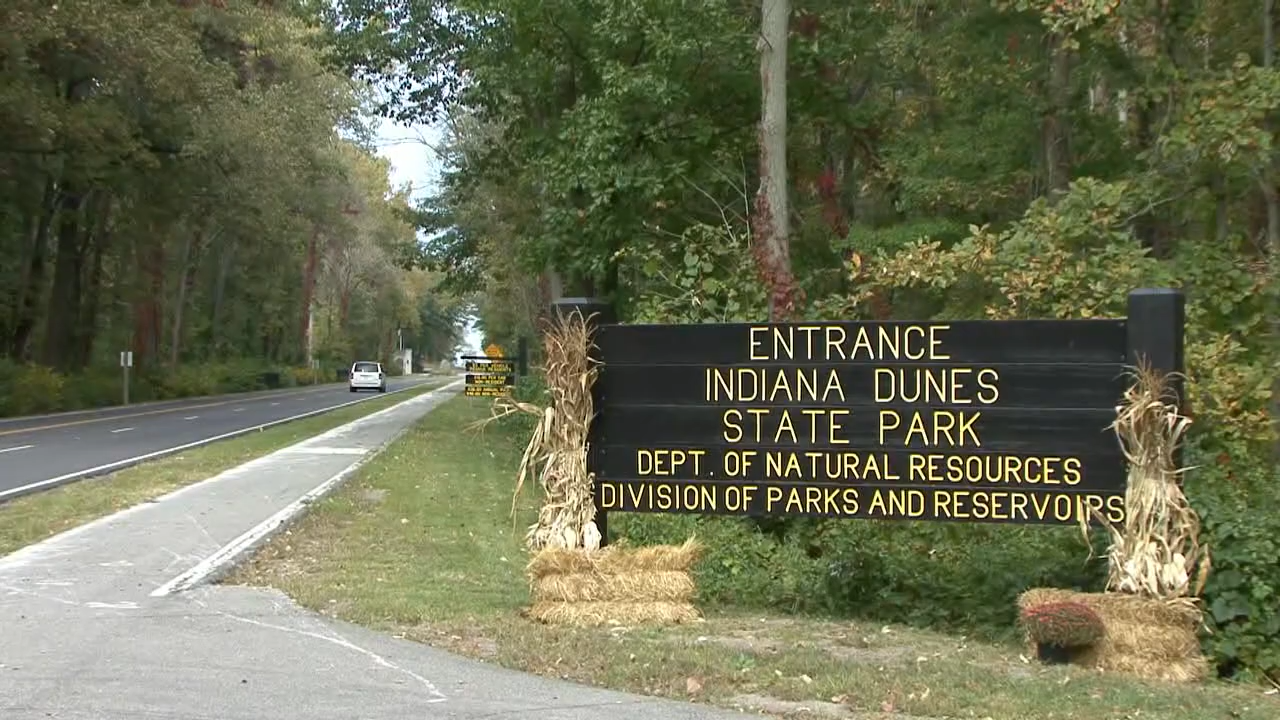 ENTRANCE
INDIANA DUNES
STATE PARK
DEPT. OF NATURAL RESOURCES
DIVISION OF PARKS AND RESERVOIRS